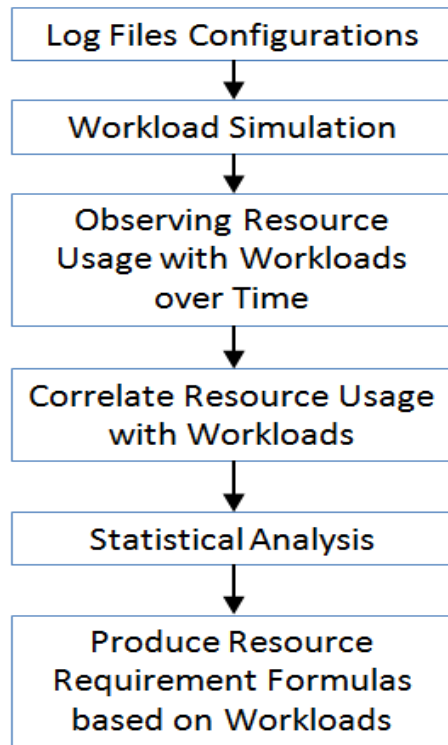 Log Files Configurations
Workload Simulation
Observing Resource
Usage with Workloads
over Time
Correlate Resource Usage
with Workloads
Statistical Analysis
Produce Resource
Requirement Formulas
based on Workloads